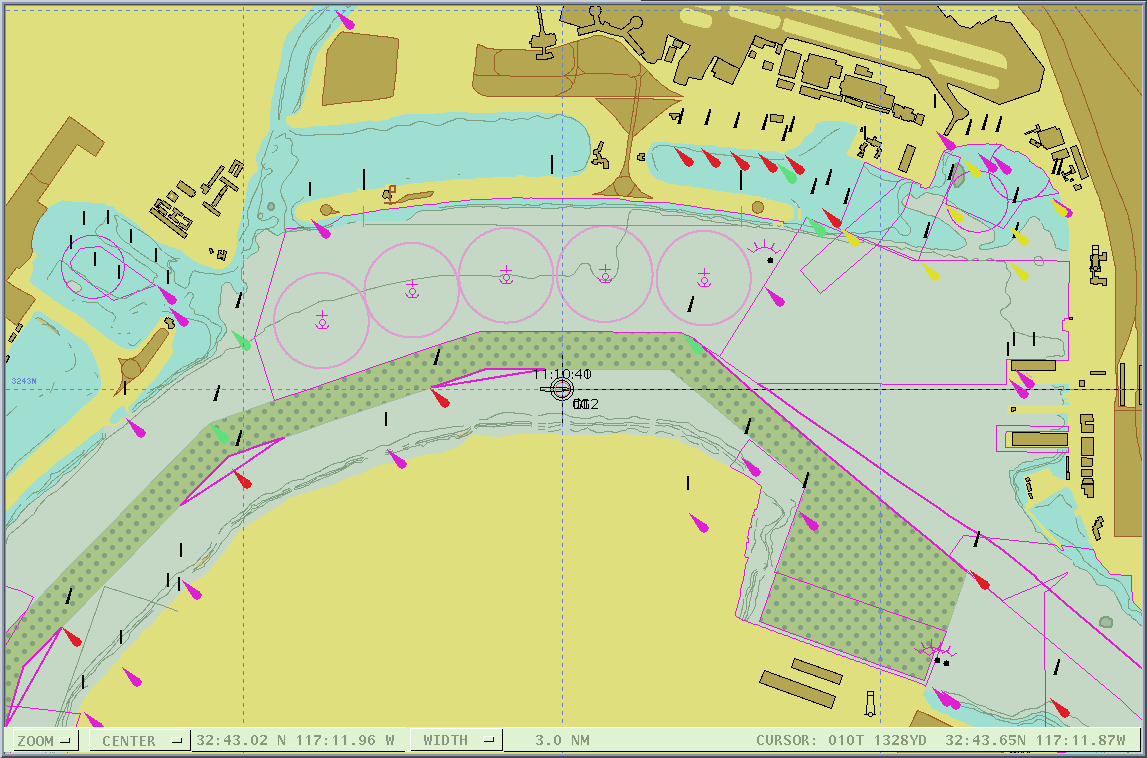 3243N
11:10:40
ZOOM CENTER 32:43.02 N 117:11.96 W WIDTH 3.0 NM CURSOR: 010T 1328YD 32:43.65N 117:11.87W